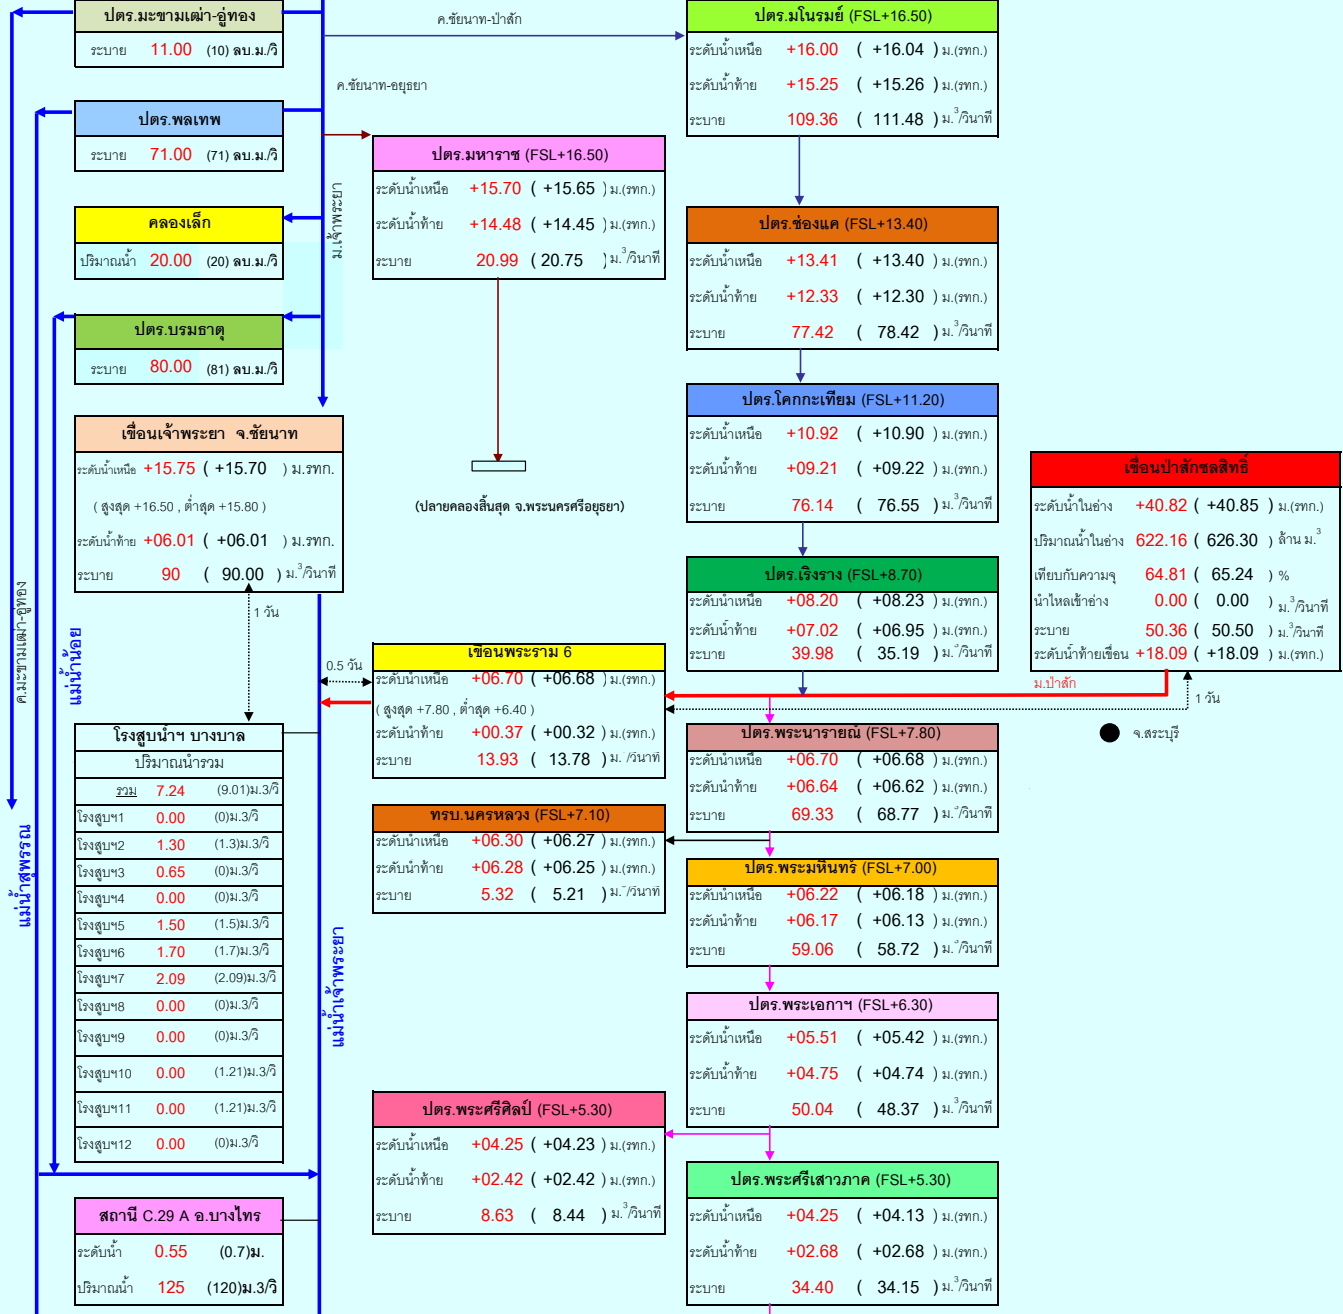 ปตร.มะขามเฒ่า-อู่ทอง
ระบาย 11.00 (10) ลบ.ม./วิ
ปตร.พลเทพ
ระบาย 71.00 (71) ลบ.ม./วิ
คลองเล็ก
ปริมาณน้ำ 20.00 (20) ลบ.ม./วิ
ปตร.บรมธาตุ
ระบาย 80.00 (81) ลบ.ม./วิ
เขื่อนเจ้าพระยา จ.ชัยนาท
ระดับน้ำเหนือ +15.75 ( +15.70 ) ม.รทก.
( สูงสุด +16.50 , ต่ำสุด +15.80 )
ระดับน้ำท้าย +06.01 ( +06.01 ) ม.รทก.
ระบาย 90 ( 90.00 ) ม.3/วินาที
1 วัน
ค.มะขามเฒ่า-อู่ทอง
แม่น้ำน้อย
แม่น้ำสุพรรณ
ม.เจ้าพระยา
แม่น้ำเจ้าพระยา
โรงสูบน้ำฯ บางบาล
ปริมาณน้ำรวม
รวม 7.24 (9.01)ม.3/วิ
โรงสูบฯ1 0.00 (0)ม.3/วิ
โรงสูบฯ2 1.30 (1.3)ม.3/วิ
โรงสูบฯ3 0.65 (0)ม.3/วิ
โรงสูบฯ4 0.00 (0)ม.3/วิ
โรงสูบฯ5 1.50 (1.5)ม.3/วิ
โรงสูบฯ6 1.70 (1.7)ม.3/วิ
โรงสูบฯ7 2.09 (2.09)ม.3/วิ
โรงสูบฯ8 0.00 (0)ม.3/วิ
โรงสูบฯ9 0.00 (0)ม.3/วิ
โรงสูบฯ10 0.00 (1.21)ม.3/วิ
โรงสูบฯ11 0.00 (1.21)ม.3/วิ
โรงสูบฯ12 0.00 (0)ม.3/วิ
สถานี C.29 A อ.บางไทร
ระดับน้ำ 0.55 (0.7)ม.
ปริมาณน้ำ 125 (120)ม.3/วิ
ค.ชัยนาท-ป่าสัก
ค.ชัยนาท-อยุธยา
ปตร.มหาราช (FSL+16.50)
ระดับน้ำเหนือ +15.70 ( +15.65 ) ม.(รทก.)
ระดับน้ำท้าย +14.48 ( +14.45 ) ม.(รทก.)
ระบาย 20.99 ( 20.75 ) ม.3/วินาที
(ปลายคลองสิ้นสุด จ.พระนครศรีอยุธยา)
0.5 วัน
เขื่อนพระราม 6
ระดับน้ำเหนือ +06.70 ( +06.68 ) ม.(รทก.)
( สูงสุด +7.80 , ต่ำสุด +6.40 )
ระดับน้ำท้าย +00.37 ( +00.32 ) ม.(รทก.)
ระบาย 13.93 ( 13.78 ) ม.3/วินาที
ทรบ.นครหลวง (FSL+7.10)
ระดับน้ำเหนือ +06.30 ( +06.27 ) ม.(รทก.)
ระดับน้ำท้าย +06.28 ( +06.25 ) ม.(รทก.)
ระบาย 5.32 ( 5.21 ) ม.3/วินาที
ปตร.พระศรีศิลป์ (FSL+5.30)
ระดับน้ำเหนือ +04.25 ( +04.23 ) ม.(รทก.)
ระดับน้ำท้าย +02.42 ( +02.42 ) ม.(รทก.)
ระบาย 8.63 ( 8.44 ) ม.3/วินาที
ปตร.มโนรมย์ (FSL+16.50)
ระดับน้ำเหนือ +16.00 ( +16.04 ) ม.(รทก.)
ระดับน้ำท้าย +15.25 ( +15.26 ) ม.(รทก.)
ระบาย 109.36 ( 111.48 ) ม.3/วินาที
ปตร.ช่องแค (FSL+13.40)
ระดับน้ำเหนือ +13.41 ( +13.40 ) ม.(รทก.)
ระดับน้ำท้าย +12.33 ( +12.30 ) ม.(รทก.)
ระบาย 77.42 ( 78.42 ) ม.3/วินาที
ปตร.โคกกะเทียม (FSL+11.20)
ระดับน้ำเหนือ +10.92 ( +10.90 ) ม.(รทก.)
ระดับน้ำท้าย +09.21 ( +09.22 ) ม.(รทก.)
ระบาย 76.14 ( 76.55 ) ม.3/วินาที
ปตร.เริงราง (FSL+8.70)
ระดับน้ำเหนือ +08.20 ( +08.23 ) ม.(รทก.)
ระดับน้ำท้าย +07.02 ( +06.95 ) ม.(รทก.)
ระบาย 39.98 ( 35.19 ) ม.3/วินาที
ปตร.พระนารายณ์ (FSL+7.80)
ระดับน้ำเหนือ +06.70 ( +06.68 ) ม.(รทก.)
ระดับน้ำท้าย +06.64 ( +06.62 ) ม.(รทก.)
ระบาย 69.33 ( 68.77 ) ม.3/วินาที
ปตร.พระมหินทร์ (FSL+7.00)
ระดับน้ำเหนือ +06.22 ( +06.18 ) ม.(รทก.)
ระดับน้ำท้าย +06.17 ( +06.13 ) ม.(รทก.)
ระบาย 59.06 ( 58.72 ) ม.3/วินาที
ปตร.พระเอกาฯ (FSL+6.30)
ระดับน้ำเหนือ +05.51 ( +05.42 ) ม.(รทก.)
ระดับน้ำท้าย +04.75 ( +04.74 ) ม.(รทก.)
ระบาย 50.04 ( 48.37 ) ม.3/วินาที
ปตร.พระศรีเสาวภาค (FSL+5.30)
ระดับน้ำเหนือ +04.25 ( +04.13 ) ม.(รทก.)
ระดับน้ำท้าย +02.68 ( +02.68 ) ม.(รทก.)
ระบาย 34.40 ( 34.15 ) ม.3/วินาที
เขื่อนป่าสักชลสิทธิ์
ระดับน้ำในอ่าง +40.82 ( +40.85 ) ม.(รทก.)
ปริมาณน้ำในอ่าง 622.16 ( 626.30 ) ล้าน ม.3
เทียบกับความจุ 64.81 ( 65.24 ) %
น้ำไหลเข้าอ่าง 0.00 ( 0.00 ) ม.3/วินาที
ระบาย 50.36 ( 50.50 ) ม.3/วินาที
ระดับน้ำท้ายเขื่อน +18.09 ( +18.09 ) ม.(รทก.)
ม.ป่าสัก
1 วัน
จ.สระบุรี